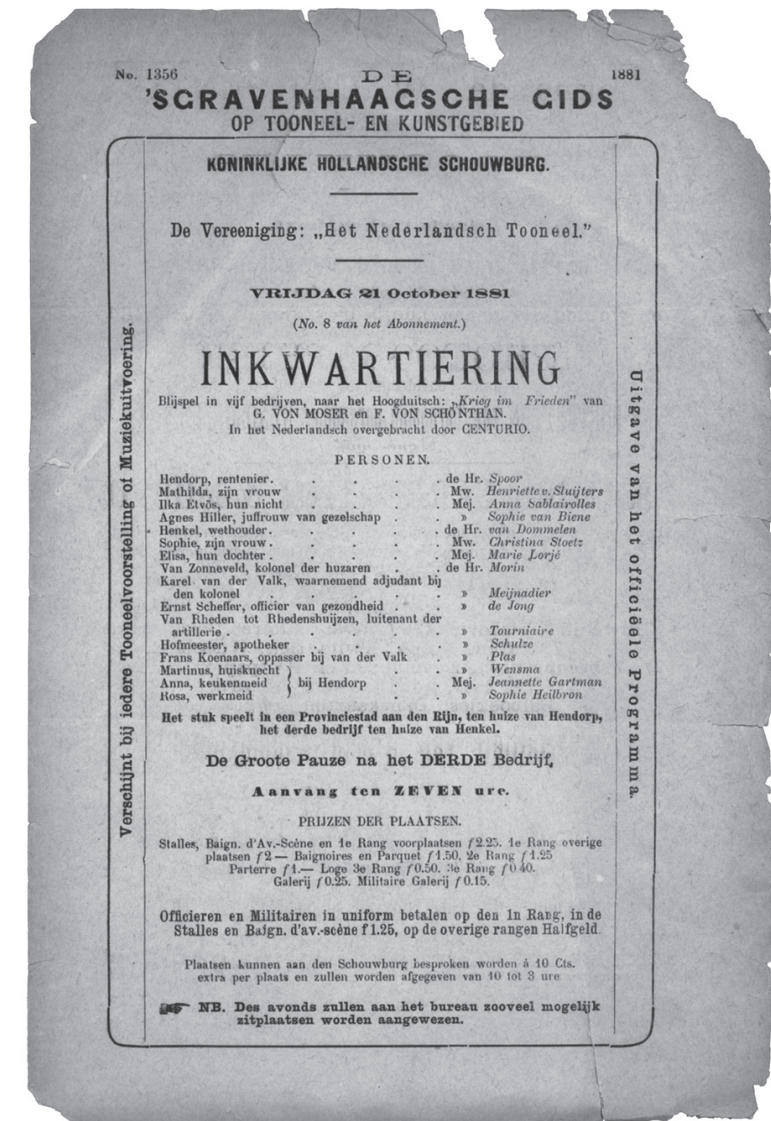 No. 1356 DE 1881
'SGRAVENHAAGSCHE GIDS
OP TOONEEL- EN KUNSTGEBIED
KONINKLIJKE HOLLANDSCHE SCHOUWBURG.
De Vereeniging: „Het Nederlandsch Tooneel.”
VRIJDAG 21 October 1881
(No. 8 van het Abonnement.)
INKWARTIERING
Blijspel in vijf bedrijven, naar het Hoogduitsch: „Krieg im Frieden” van
G. VON MOSER en F. VON SCHÖNTHAN.
In het Nederlandsch overgebracht door CENTURIO.
PERSONEN.
Hendorp, rentenier. . . . . de Hr. Spoor
Mathilda, zijn vrouw . . . . Mw. Henriette v. Sluijters
Ilka Etvös, hun nicht . . . . Mej. Anna Sablairolles
Agnes Hiller, juffrouw van gezelschap . . » Sophie van Biene
Henkel, wethouder. . . . . de Hr. van Dommelen
Sophie, zijn vrouw. . . . . Mw. Christina Stoetz
Elisa, hun dochter. . . . . Mej. Marie Lorjé
Van Zonneveld, kolonel der huzaren . . de Hr. Morin
Karel van der Valk, waarnemend adjudant bij
den kolonel . . . . . » Meijnadier
Ernst Scheffer, officier van gezondheid . . » de Jong
Van Rheden tot Rhedenshuijzen, luitenant der
artillerie . . . . . . » Tourniaire
Hofmeester, apotheker . . . . » Schulze
Frans Koenaars, oppasser bij van der Valk . » Plas
Martinus, huisknecht . . » Wensma
Anna, keukenmeid } bij Hendorp . . Mej. Jeannette Gartman
Rosa, werkmeid . . » Sophie Heilbron
Het stuk speelt in een Provinciestad aan den Rijn, ten huize van Hendorp,
het derde bedrijf ten huize van Henkel.
De Groote Pauze na het DERDE Bedrijf,
Aanvang ten ZEVEN ure.
PRIJZEN DER PLAATSEN.
Stalles, Baign. d'Av.-Scène en 1e Rang voorplaatsen f 2.25. 1e Rang overige
plaatsen f 2 — Baignoires en Parquet f 1.50, 2e Rang f 1.25
Parterre f 1.— Loge 3e Rang f 0.50. 3e Rang f 0 40.
Galerij f 0.25. Militaire Galerij f 0.15.
Officieren en Militairen in uniform betalen op den 1n Rang, in de
Stalles en Baign. d'av.-scène f 1.25, op de overige rangen Halfgeld.
Plaatsen kunnen aan den Schouwburg besproken worden à 10 Cts.
extra per plaats en zullen worden afgegeven van 10 tot 3 ure
NB. Des avonds zullen aan het bureau zooveel mogelijk
zitplaatsen worden aangewezen.
Verschijnt bij iedere Tooneelvoorstelling of Muziekuitvoering.
Uitgave van het officiëele Programma.